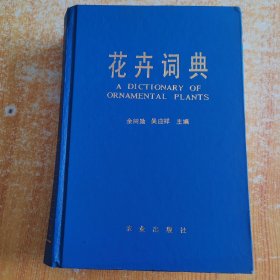 花卉词典
A DICTIONARY OF
ORNAMENTAL PLANTS
余树勋 吴应祥 主编
农业出版社